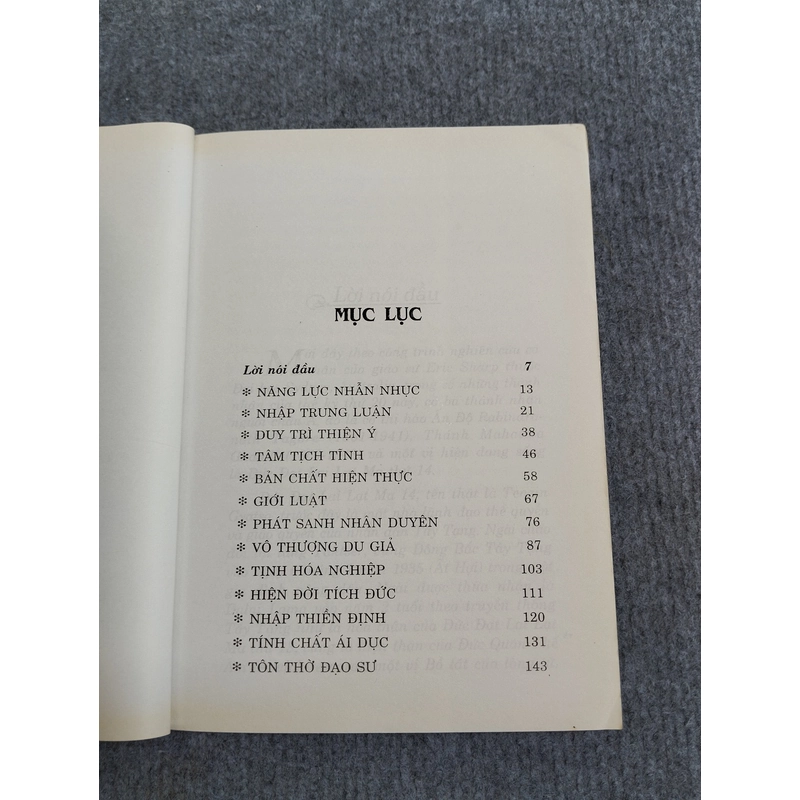 MỤC LỤC
Lời nói đầu 7
❇ NĂNG LỰC NHẪN NHỤC 13
❇ NHẬP TRUNG LUẬN 21
❇ DUY TRÌ THIỆN Ý 38
❇ TÂM TỊCH TĨNH 46
❇ BẢN CHẤT HIỆN THỰC 58
❇ GIỚI LUẬT 67
❇ PHÁT SANH NHÂN DUYÊN 76
❇ VÔ THƯỢNG DU GIẢ 87
❇ TỊNH HÓA NGHIỆP 103
❇ HIỆN ĐỜI TÍCH ĐỨC 111
❇ NHẬP THIỀN ĐỊNH 120
❇ TÍNH CHẤT ÁI DỤC 131
❇ TÔN THỜ ĐẠO SƯ 143